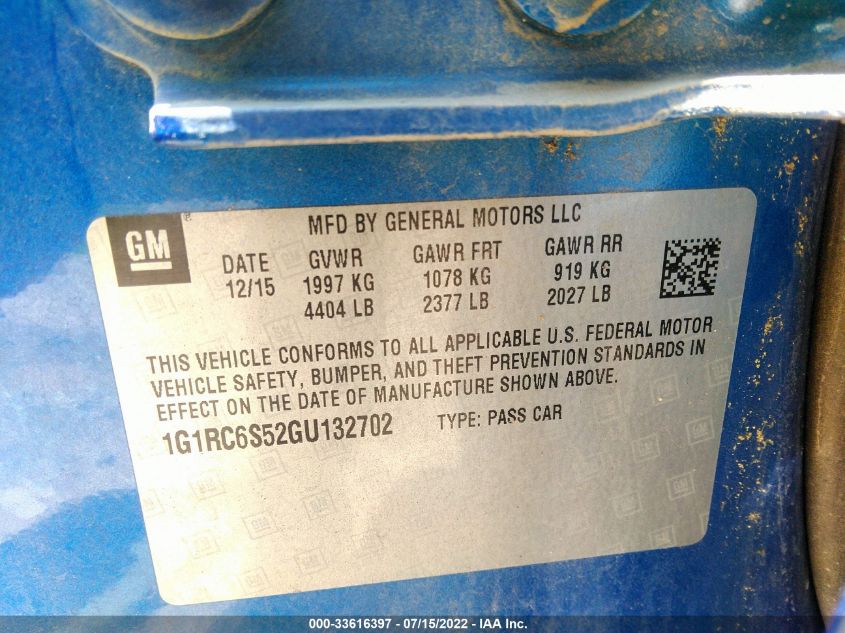 GM
MFD BY GENERAL MOTORS LLC
DATE GVWR GAWR FRT GAWR RR
12/15 1997 KG 1078 KG 919 KG
4404 LB 2377 LB 2027 LB
THIS VEHICLE CONFORMS TO ALL APPLICABLE U.S. FEDERAL MOTOR
VEHICLE SAFETY, BUMPER, AND THEFT PREVENTION STANDARDS IN
EFFECT ON THE DATE OF MANUFACTURE SHOWN ABOVE.
1G1RC6S52GU132702 TYPE: PASS CAR
000-33616397 - 07/15/2022 - IAA Inc.